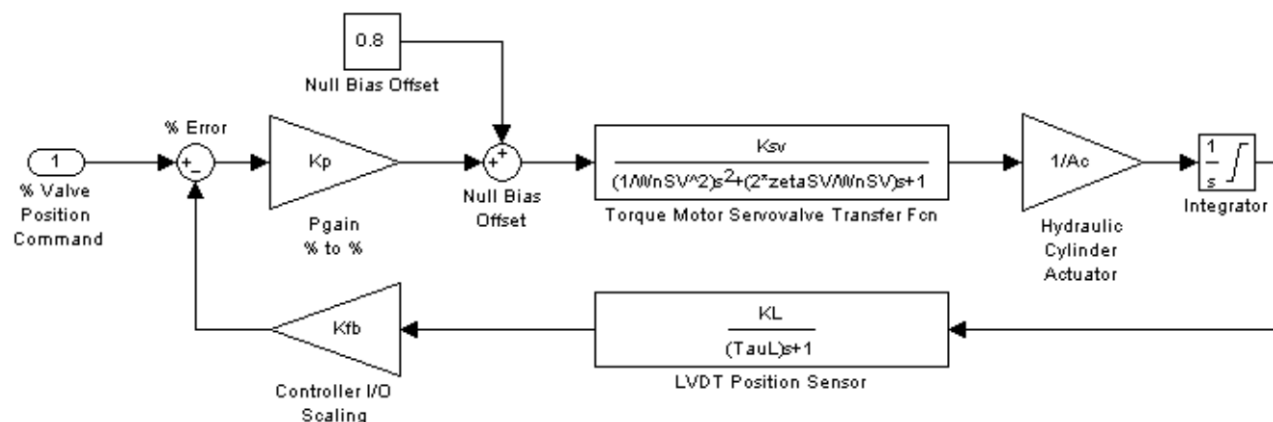 0.8
Null Bias Offset
% Error
1
% Valve
Position
Command
+
−
Kp
Pgain
% to %
+
+
Null Bias
Offset
Ksv
(1/WnSV^2)s²+(2*zetaSV/WnSV)s+1
Torque Motor Servovalve Transfer Fcn
1/Ac
Hydraulic
Cylinder
Actuator
1
s
Integrator
Kfb
Controller I/O
Scaling
KL
(TauL)s+1
LVDT Position Sensor